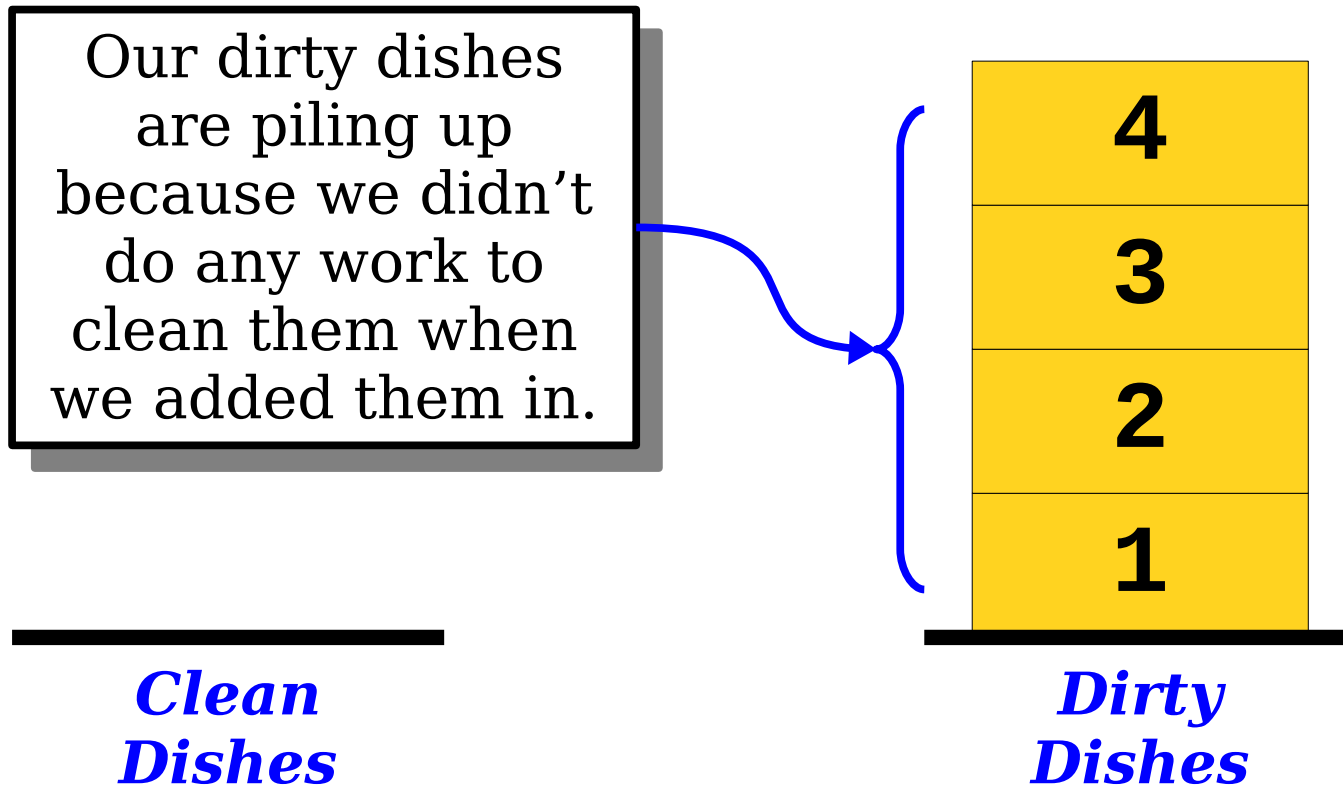 Our dirty dishes
are piling up
because we didn’t
do any work to
clean them when
we added them in.
4
3
2
1
Clean
Dishes
Dirty
Dishes